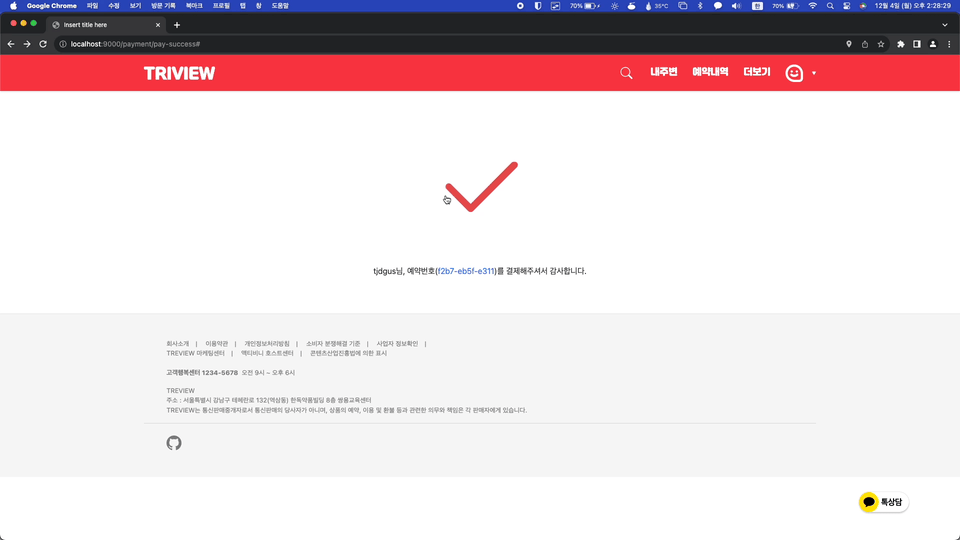 Google Chrome 파일 수정 보기 방문 기록 북마크 프로필 탭 창 도움말 70% 35°C 한 70% 12월 4일 (월) 오후 2:28:29
Insert title here
localhost:9000/payment/pay-success#
TRIVIEW 내주변 예약내역 더보기
tjdgus님, 예약번호(f2b7-eb5f-e311)를 결제해주셔서 감사합니다.
회사소개 | 이용약관 | 개인정보처리방침 | 소비자 분쟁해결 기준 | 사업자 정보확인 |
TREVIEW 마케팅센터 | 액티비니 호스트센터 | 콘텐츠산업진흥법에 의한 표시
고객행복센터 1234-5678 오전 9시 ~ 오후 6시
TREVIEW
주소 : 서울특별시 강남구 테헤란로 132(역삼동) 한독약품빌딩 8층 쌍용교육센터
TREVIEW는 통신판매중개자로서 통신판매의 당사자가 아니며, 상품의 예약, 이용 및 환불 등과 관련한 의무와 책임은 각 판매자에게 있습니다.
톡상담